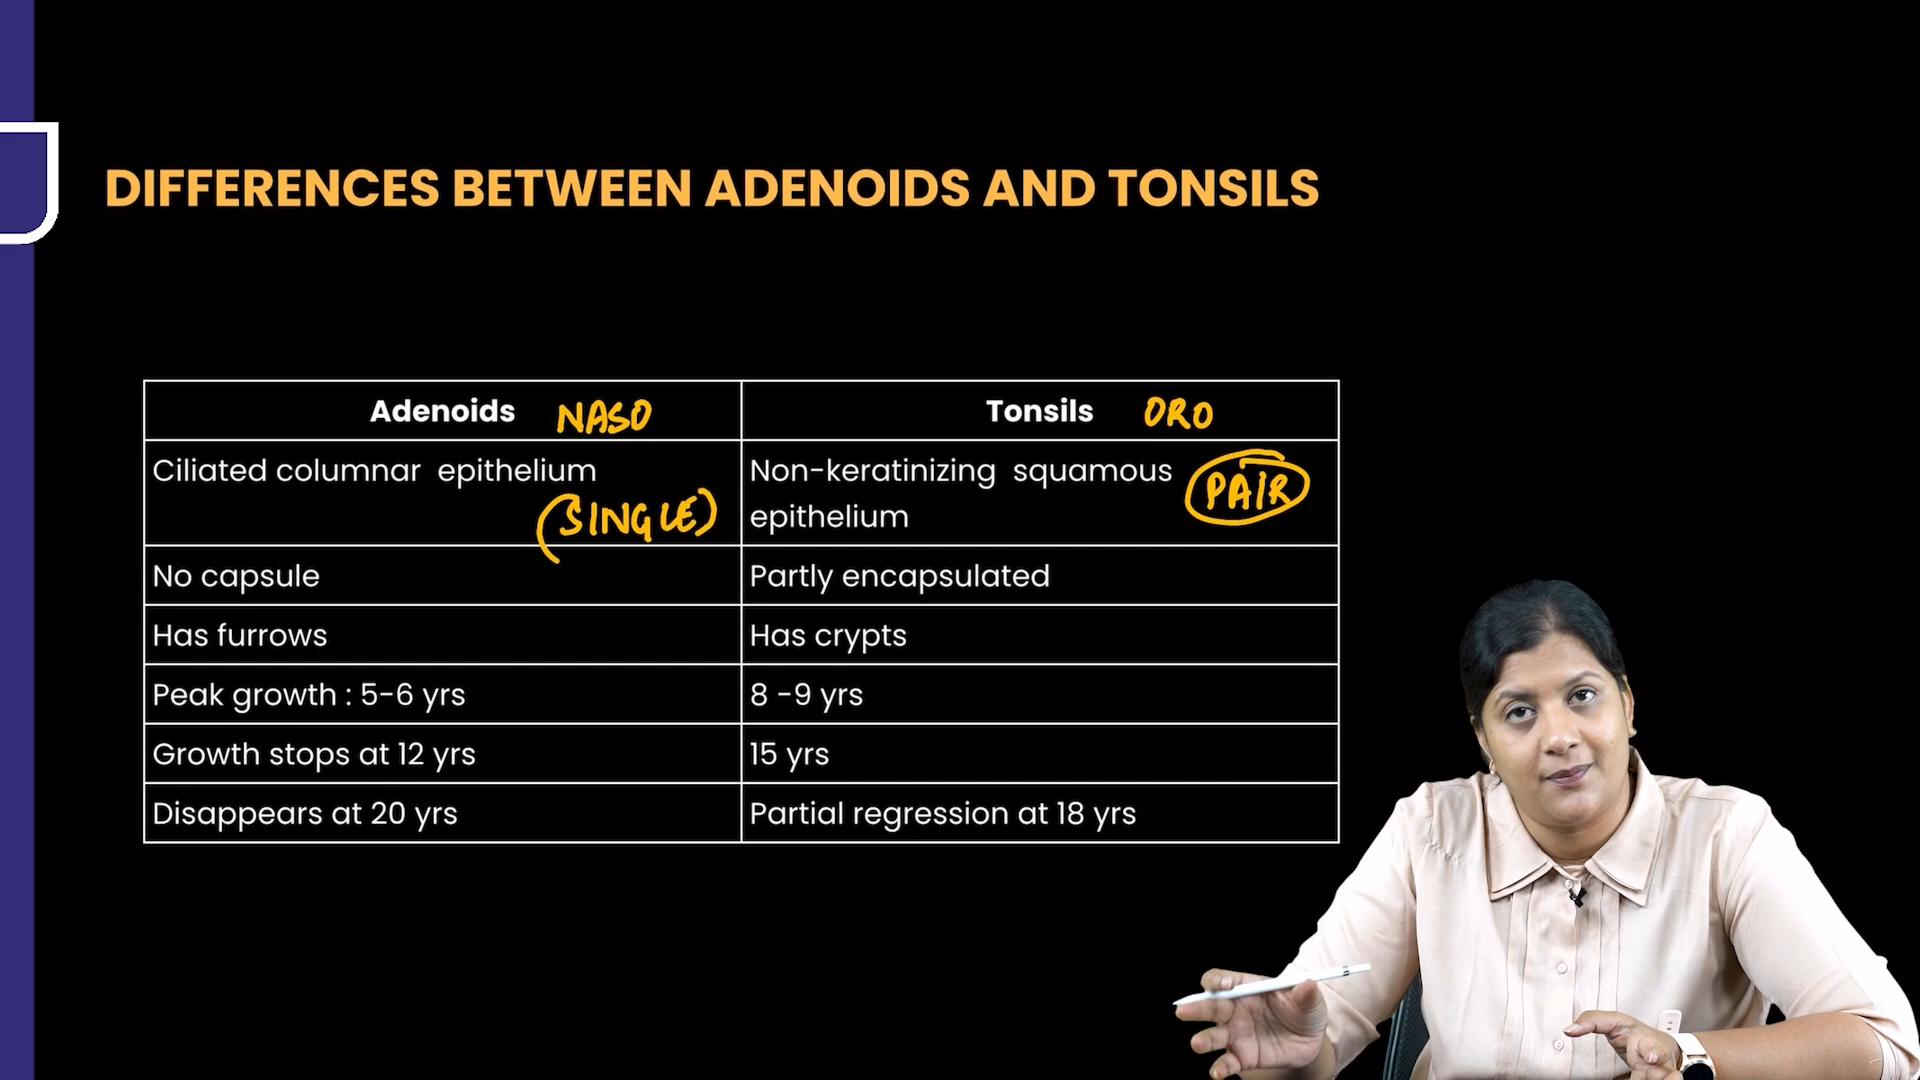 DIFFERENCES BETWEEN ADENOIDS AND TONSILS
Adenoids NASO
Tonsils ORO
Ciliated columnar epithelium
(SINGLE)
Non-keratinizing squamous
epithelium
PAIR
No capsule
Partly encapsulated
Has furrows
Has crypts
Peak growth : 5-6 yrs
8 -9 yrs
Growth stops at 12 yrs
15 yrs
Disappears at 20 yrs
Partial regression at 18 yrs